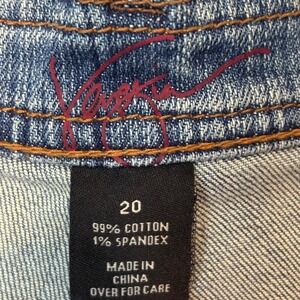 20
99% COTTON
1% SPANDEX
MADE IN
CHINA
OVER FOR CARE